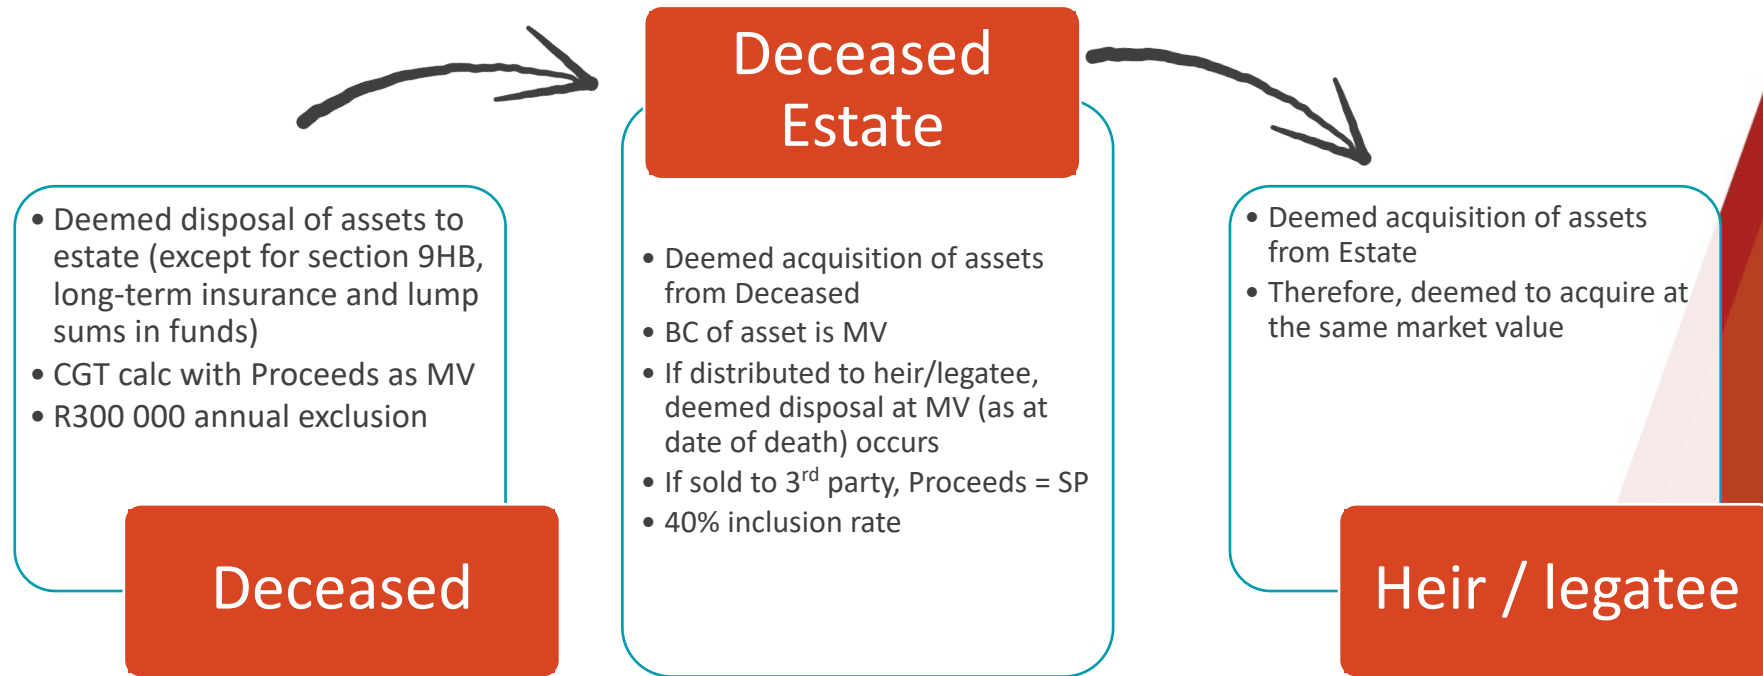 • Deemed disposal of assets to
estate (except for section 9HB,
long-term insurance and lump
sums in funds)
• CGT calc with Proceeds as MV
• R300 000 annual exclusion
Deceased
Deceased
Estate
• Deemed acquisition of assets
from Deceased
• BC of asset is MV
• If distributed to heir/legatee,
deemed disposal at MV (as at
date of death) occurs
• If sold to 3rd party, Proceeds = SP
• 40% inclusion rate
• Deemed acquisition of assets
from Estate
• Therefore, deemed to acquire at
the same market value
Heir / legatee